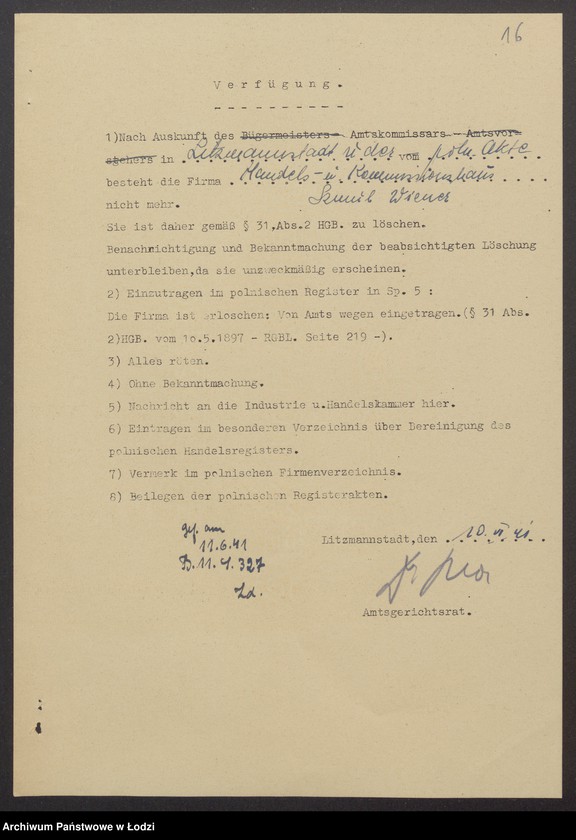 16
Verfügung.
1)Nach Auskunft des Bügermeisters- Amtskommissars -Amtsvor-
stehers in Litzmannstadt u der vom poln. Akte
besteht die Firma Handels- u Kommissionshaus
nicht mehr. Szmul Wiener
Sie ist daher gemäß § 31,Abs.2 HGB. zu löschen.
Benachrichtigung und Bekanntmachung der beabsichtigten Löschung
unterbleiben,da sie unzweckmäßig erscheinen.
2) Einzutragen im polnischen Register in Sp. 5 :
Die Firma ist erloschen: Von Amts wegen eingetragen.(§ 31 Abs.
2)HGB. vom 10.5.1897 - RGBL. Seite 219 -).
3) Alles röten.
4) Ohne Bekanntmachung.
5) Nachricht an die Industrie u.Handelskammer hier.
6) Eintragen im besonderen Verzeichnis über Bereinigung des
polnischen Handelsregisters.
7) Vermerk im polnischen Firmenverzeichnis.
8) Beilegen der polnischen Registerakten.
gef. am
11.6.41
B.11.4.327
Ld.
Litzmannstadt,den 10.VI.41.
Amtsgerichtsrat.
Archiwum Państwowe w Łodzi